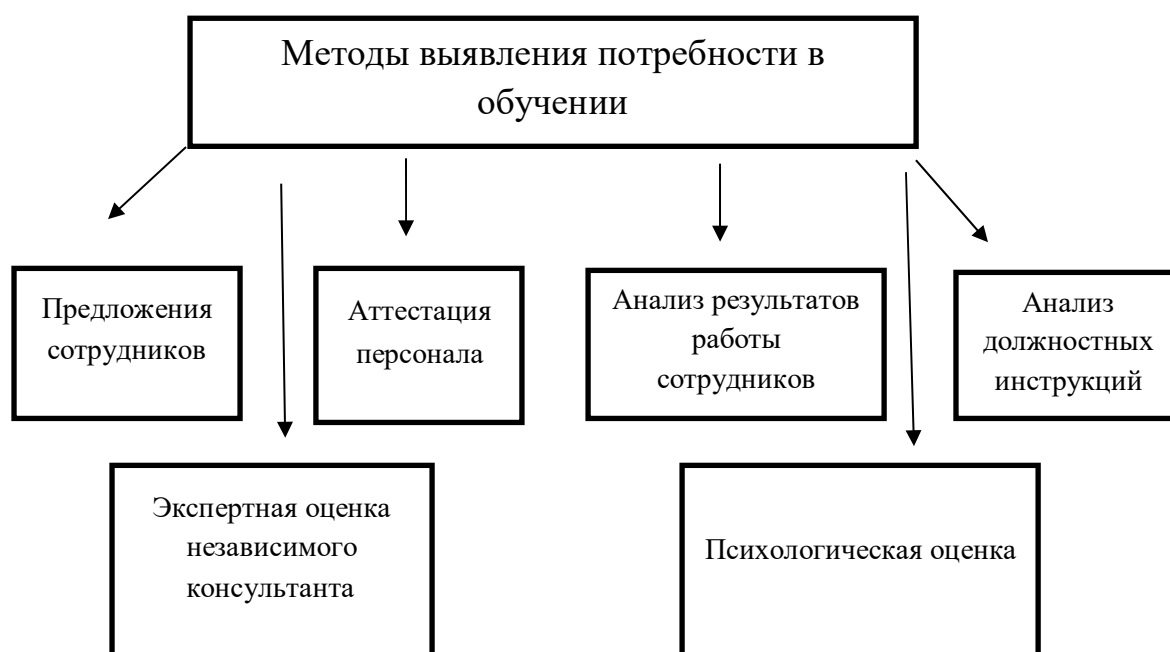 Методы выявления потребности в
обучении
Предложения
сотрудников
Аттестация
персонала
Анализ результатов
работы
сотрудников
Анализ
должностных
инструкций
Экспертная оценка
независимого
консультанта
Психологическая оценка